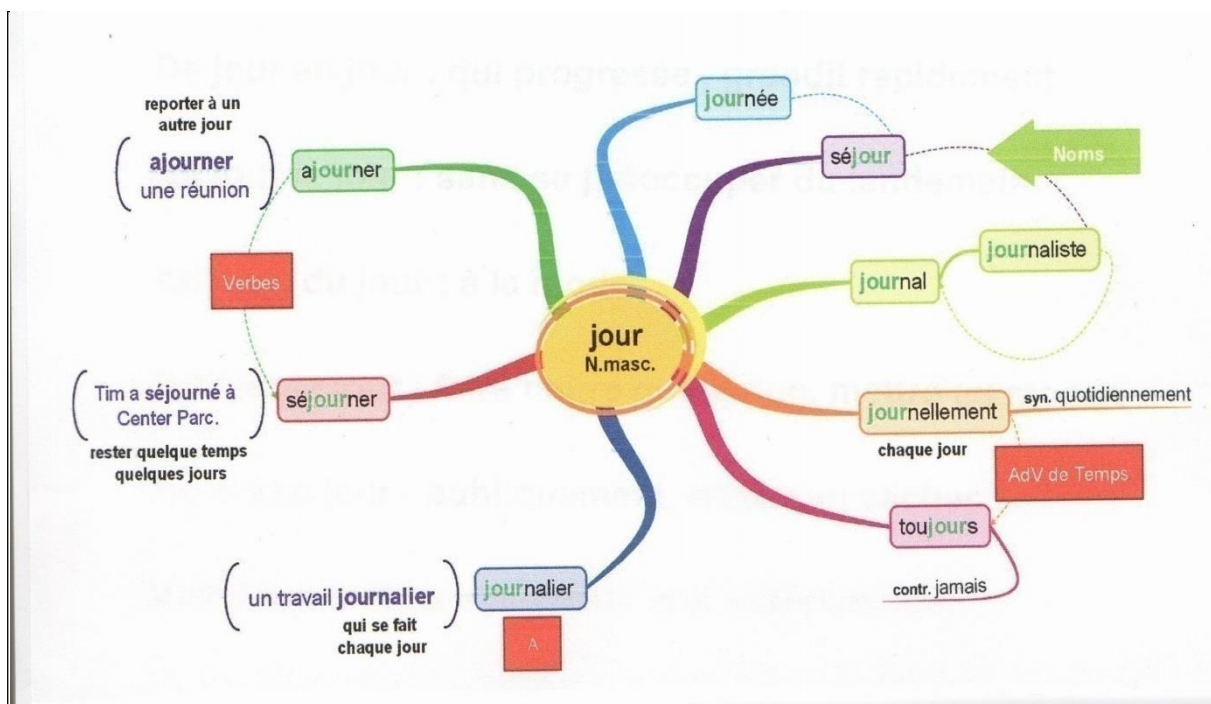 journée
séjour
Noms
journaliste
journal
jour
N.masc.
journellement
syn. quotidiennement
chaque jour
AdV de Temps
toujours
contr. jamais
reporter à un
autre jour
ajourner
une réunion
ajourner
Verbes
séjourner
Tim a séjourné à
Center Parc.
rester quelque temps
quelques jours
journalier
un travail journalier
qui se fait
chaque jour
A